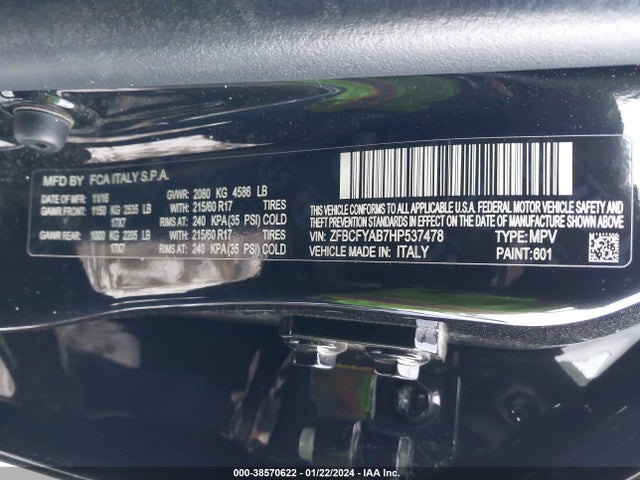 MFD BY FCA ITALY S.P.A.
DATE OF MFR 11/16 GVWR: 2080 KG 4586 LB
GAWR FRONT: 1150 KG 2535 LB WITH: 215/60 R17 TIRES
17X7 RIMS AT: 240 KPA(35 PSI) COLD
GAWR REAR: 1000 KG 2205 LB WITH: 215/60 R17 TIRES
17X7 RIMS AT: 240 KPA(35 PSI) COLD
THIS VEHICLE CONFORMS TO ALL APPLICABLE U.S.A. FEDERAL MOTOR VEHICLE SAFETY,
BUMPER, AND THEFT PREVENTION STANDARDS IN EFFECT ON THE DATE OF MANUFACTURE SHOWN ABOVE.
VIN: ZFBCFYAB7HP537478 TYPE: MPV
VEHICLE MADE IN: ITALY PAINT: 601
000-38570622 - 01/22/2024 - IAA Inc.